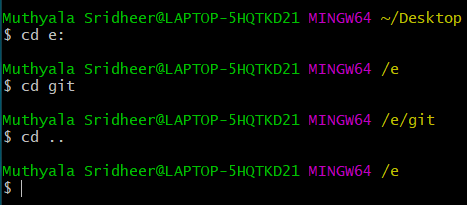 Muthyala Sridheer@LAPTOP-5HQTKD21 MINGW64 ~/Desktop
$ cd e:
Muthyala Sridheer@LAPTOP-5HQTKD21 MINGW64 /e
$ cd git
Muthyala Sridheer@LAPTOP-5HQTKD21 MINGW64 /e/git
$ cd ..
Muthyala Sridheer@LAPTOP-5HQTKD21 MINGW64 /e
$